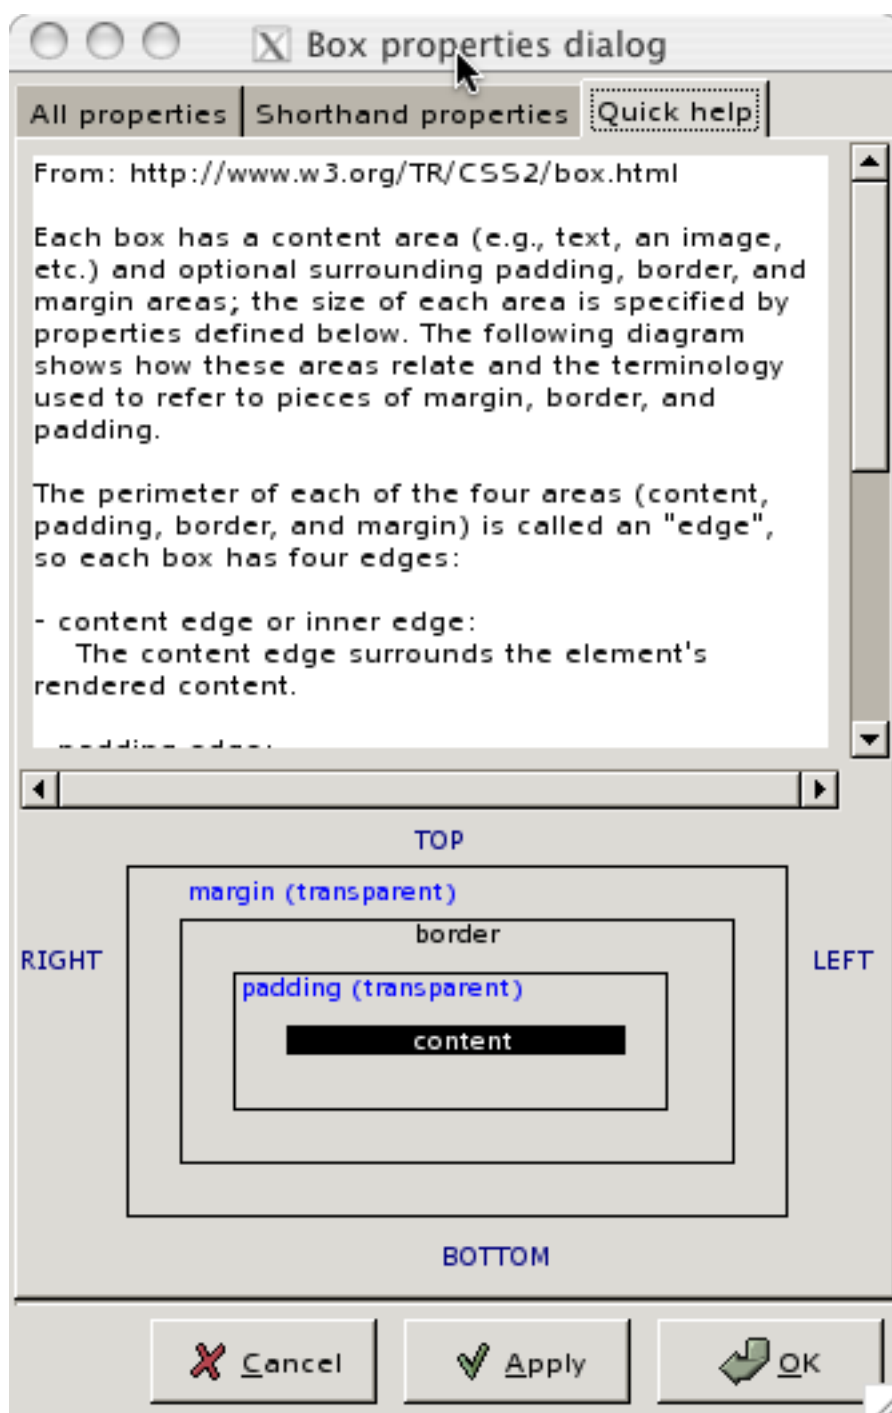 Box properties dialog
All properties Shorthand properties Quick help
From: http://www.w3.org/TR/CSS2/box.html
Each box has a content area (e.g., text, an image,
etc.) and optional surrounding padding, border, and
margin areas; the size of each area is specified by
properties defined below. The following diagram
shows how these areas relate and the terminology
used to refer to pieces of margin, border, and
padding.
The perimeter of each of the four areas (content,
padding, border, and margin) is called an "edge",
so each box has four edges:
- content edge or inner edge:
The content edge surrounds the element's
rendered content.
- padding edge:
TOP
margin (transparent)
border
RIGHT LEFT
padding (transparent)
content
BOTTOM
Cancel Apply OK